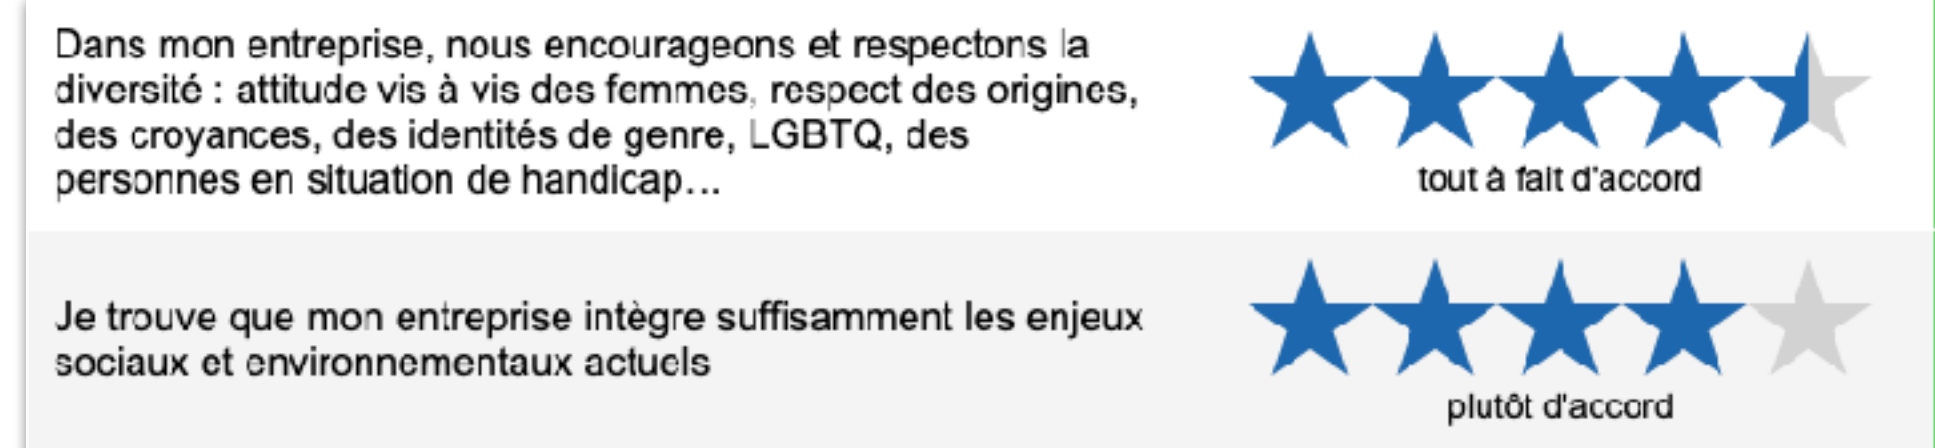 Dans mon entreprise, nous encourageons et respectons la
diversité : attitude vis à vis des femmes, respect des origines,
des croyances, des identités de genre, LGBTQ, des
personnes en situation de handicap...
tout à fait d'accord
Je trouve que mon entreprise intègre suffisamment les enjeux
sociaux et environnementaux actuels
plutôt d'accord